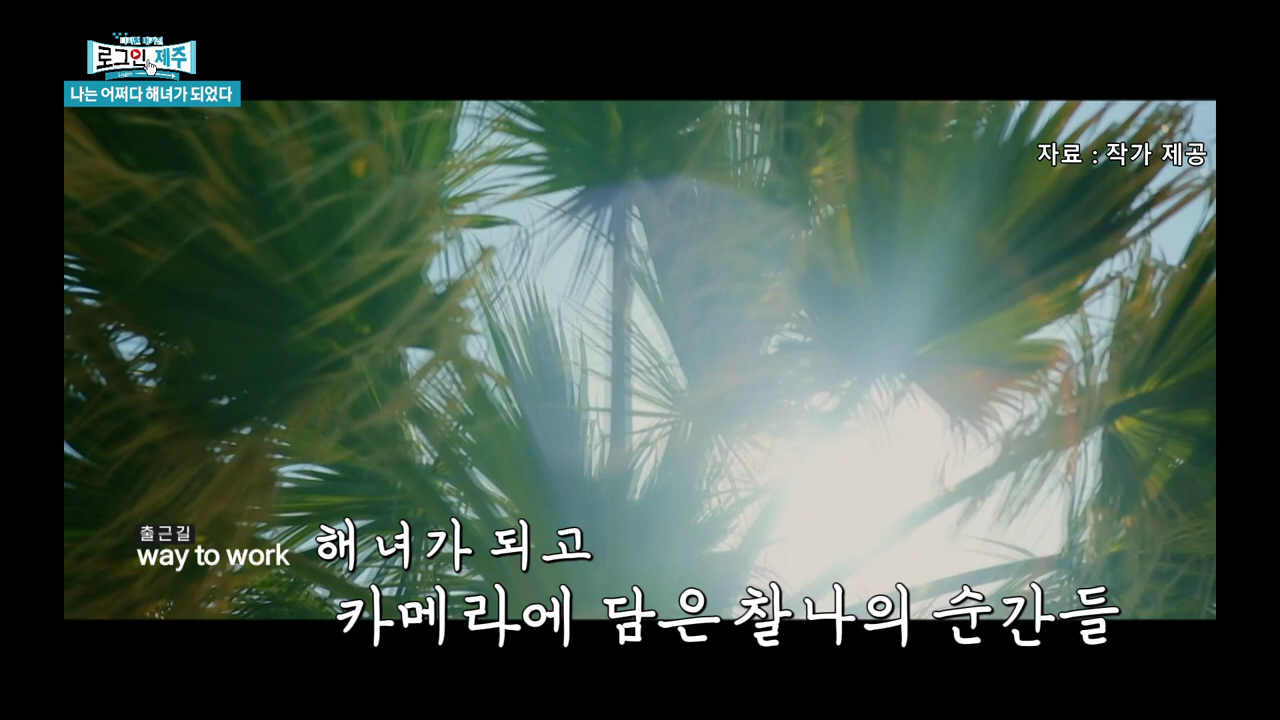 로그인 제주
나는 어쩌다 해녀가 되었다
자료 : 작가 제공
출근길
way to work
해녀가 되고
카메라에 담은 찰나의 순간들